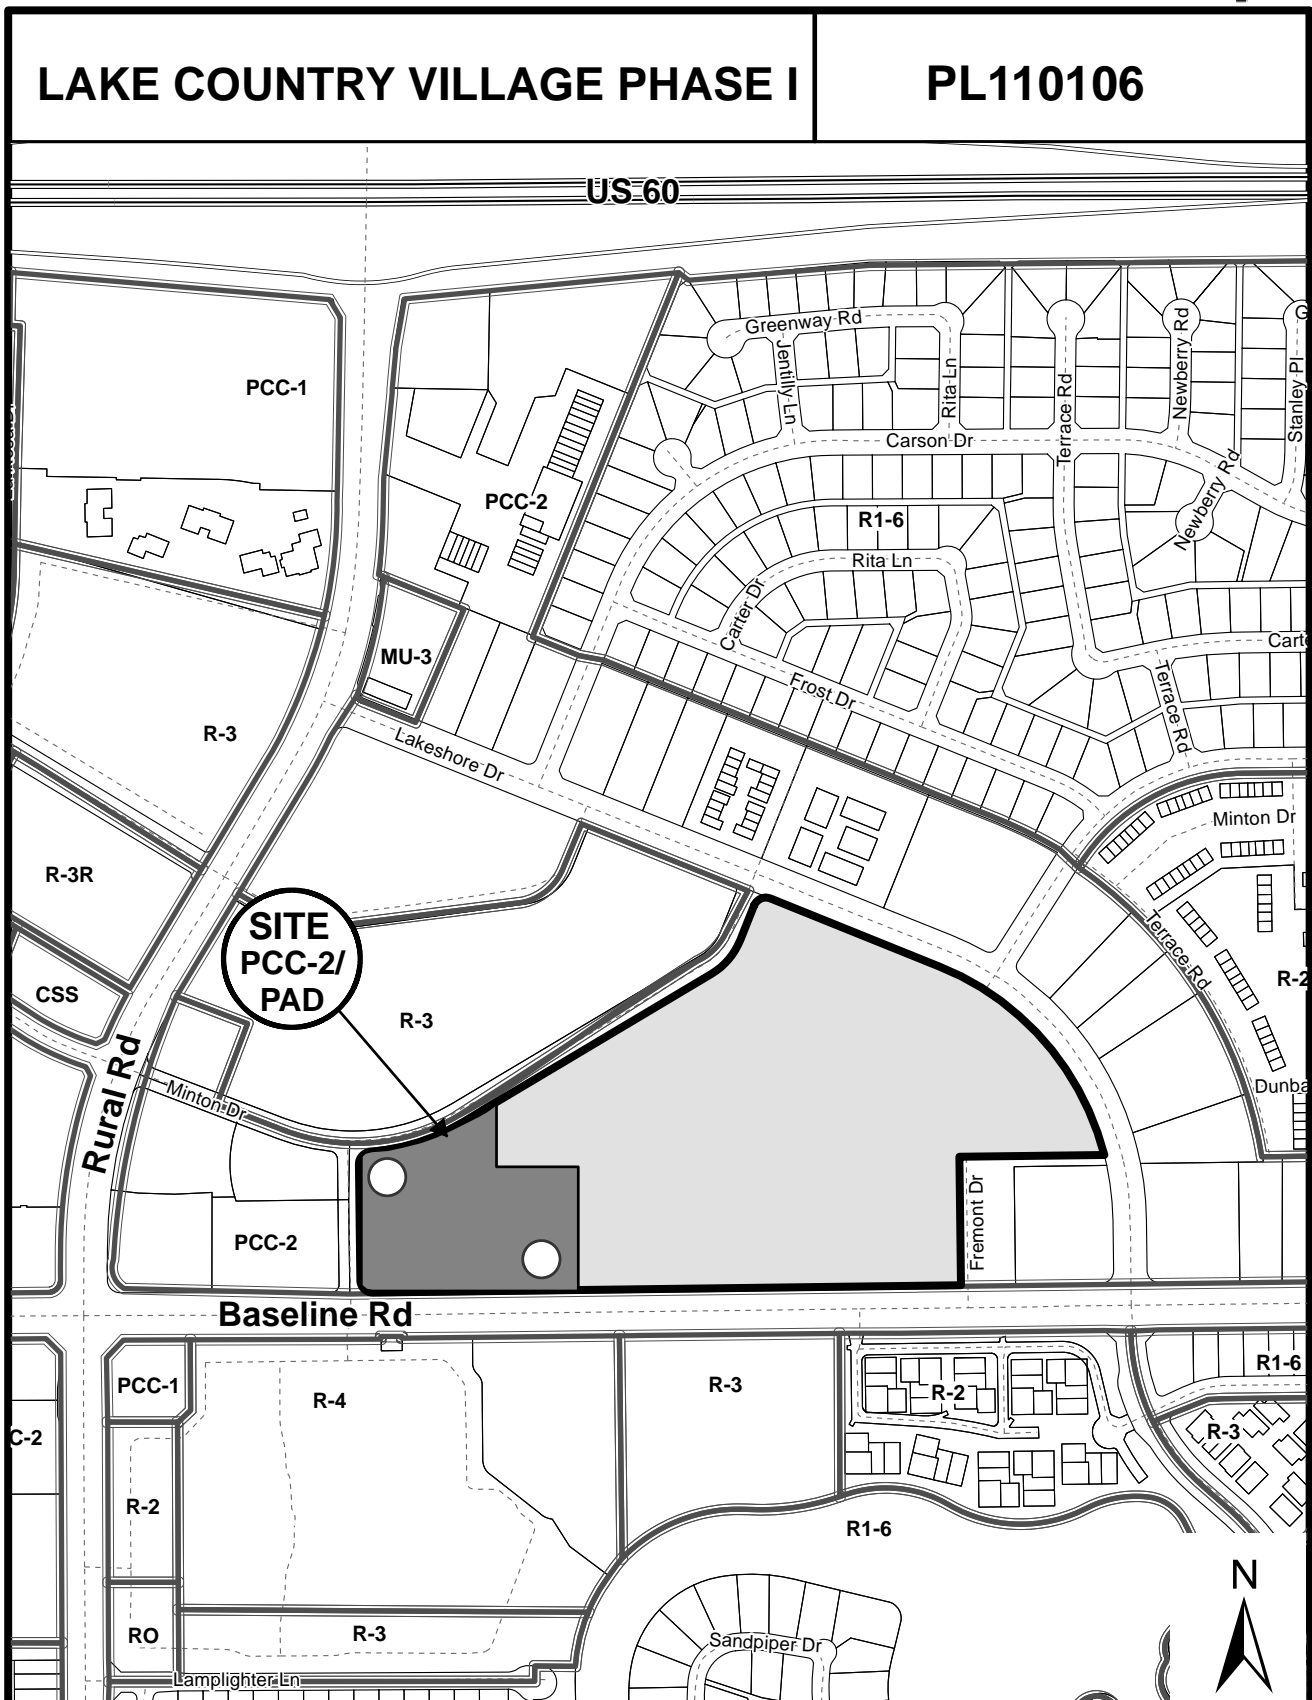 LAKE COUNTRY VILLAGE PHASE I
PL110106
US 60
Greenway Rd
Jentilly Ln
Rita Ln
Terrace Rd
Newberry Rd
Stanley Pl
G
PCC-1
Carson Dr
PCC-2
R1-6
Newberry Rd
Rita Ln
Carter Dr
MU-3
Carte
Frost Dr
Terrace Rd
R-3
Lakeshore Dr
Minton Dr
R-3R
SITE
PCC-2/
PAD
Terrace Rd
R-2
CSS
R-3
Rural Rd
Minton Dr
Dunba
Fremont Dr
PCC-2
Baseline Rd
PCC-1
R-4
R-3
R-2
R1-6
C-2
R-3
R-2
R1-6
N
RO
R-3
Sandpiper Dr
Lamplighter Ln